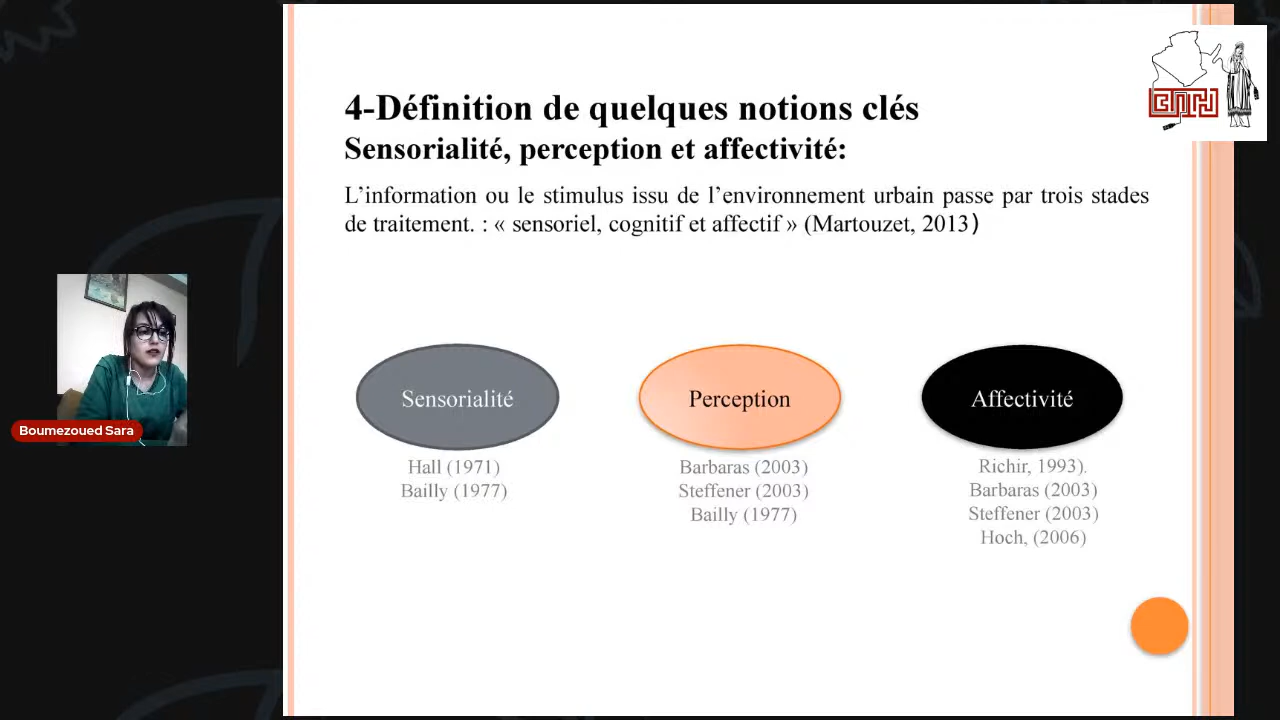 4-Définition de quelques notions clés
Sensorialité, perception et affectivité:
L’information ou le stimulus issu de l’environnement urbain passe par trois stades
de traitement. : « sensoriel, cognitif et affectif » (Martouzet, 2013)
Sensorialité
Perception
Affectivité
Hall (1971)
Bailly (1977)
Barbaras (2003)
Steffener (2003)
Bailly (1977)
Richir, 1993).
Barbaras (2003)
Steffener (2003)
Hoch, (2006)
Boumezoued Sara